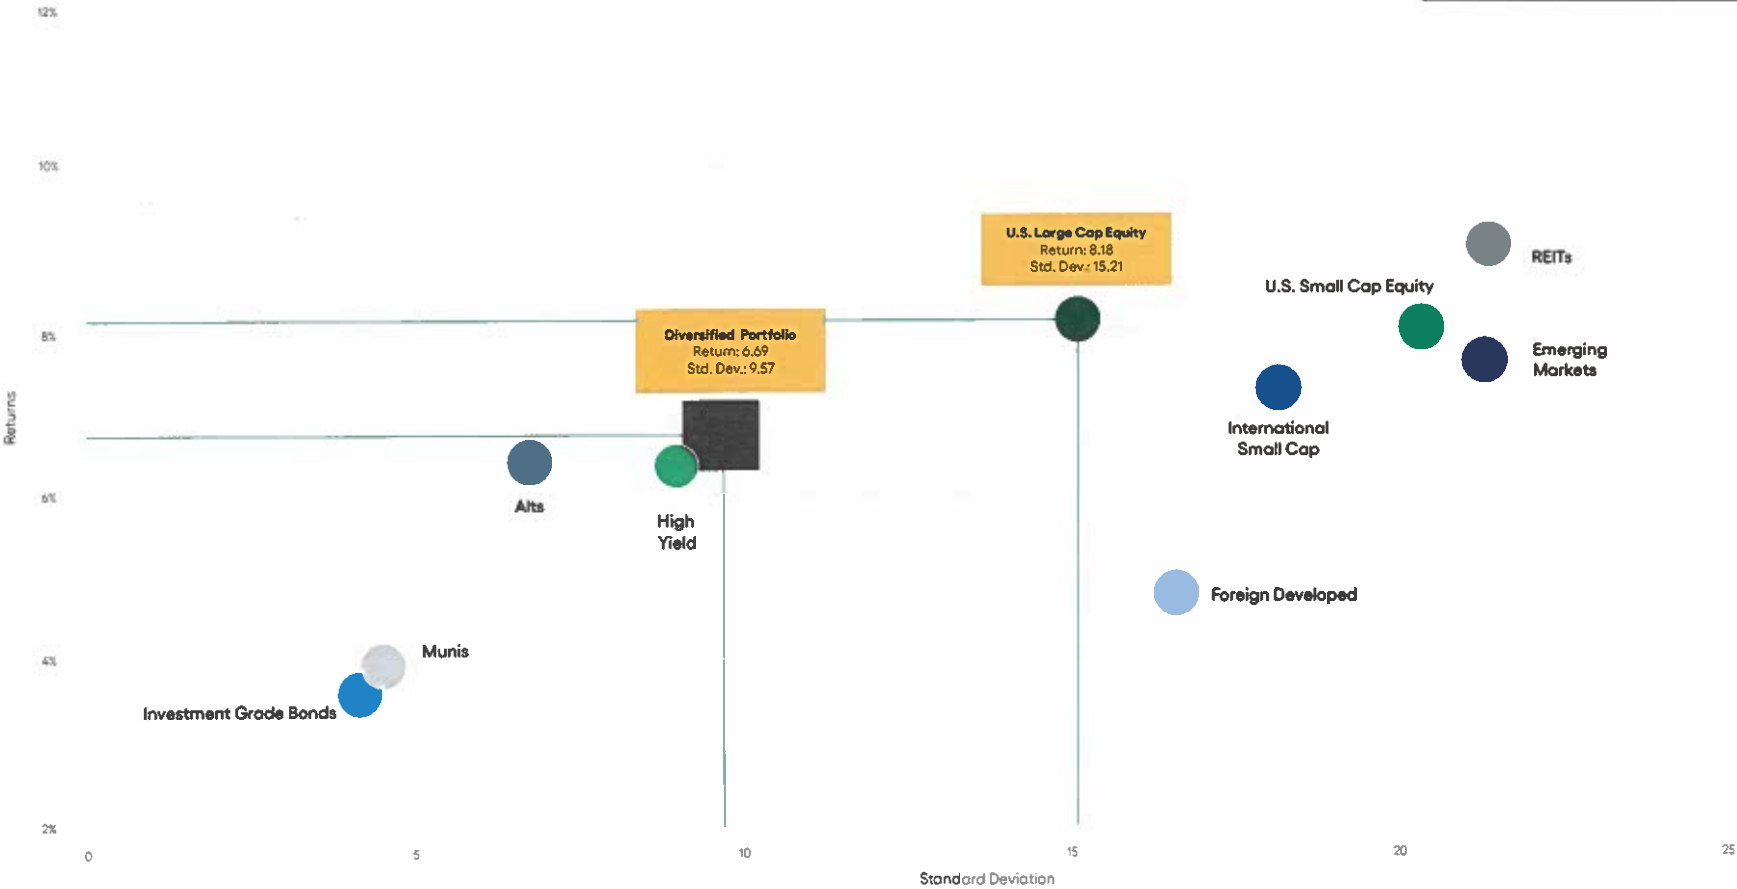 12%
10%
8%
6%
4%
2%
Returns
U.S. Large Cap Equity
Return: 8.18
Std. Dev.: 15.21
REITs
U.S. Small Cap Equity
Diversified Portfolio
Return: 6.69
Std. Dev.: 9.57
Emerging
Markets
International
Small Cap
Alts
High
Yield
Foreign Developed
Munis
Investment Grade Bonds
0
5
10
15
20
25
Standard Deviation